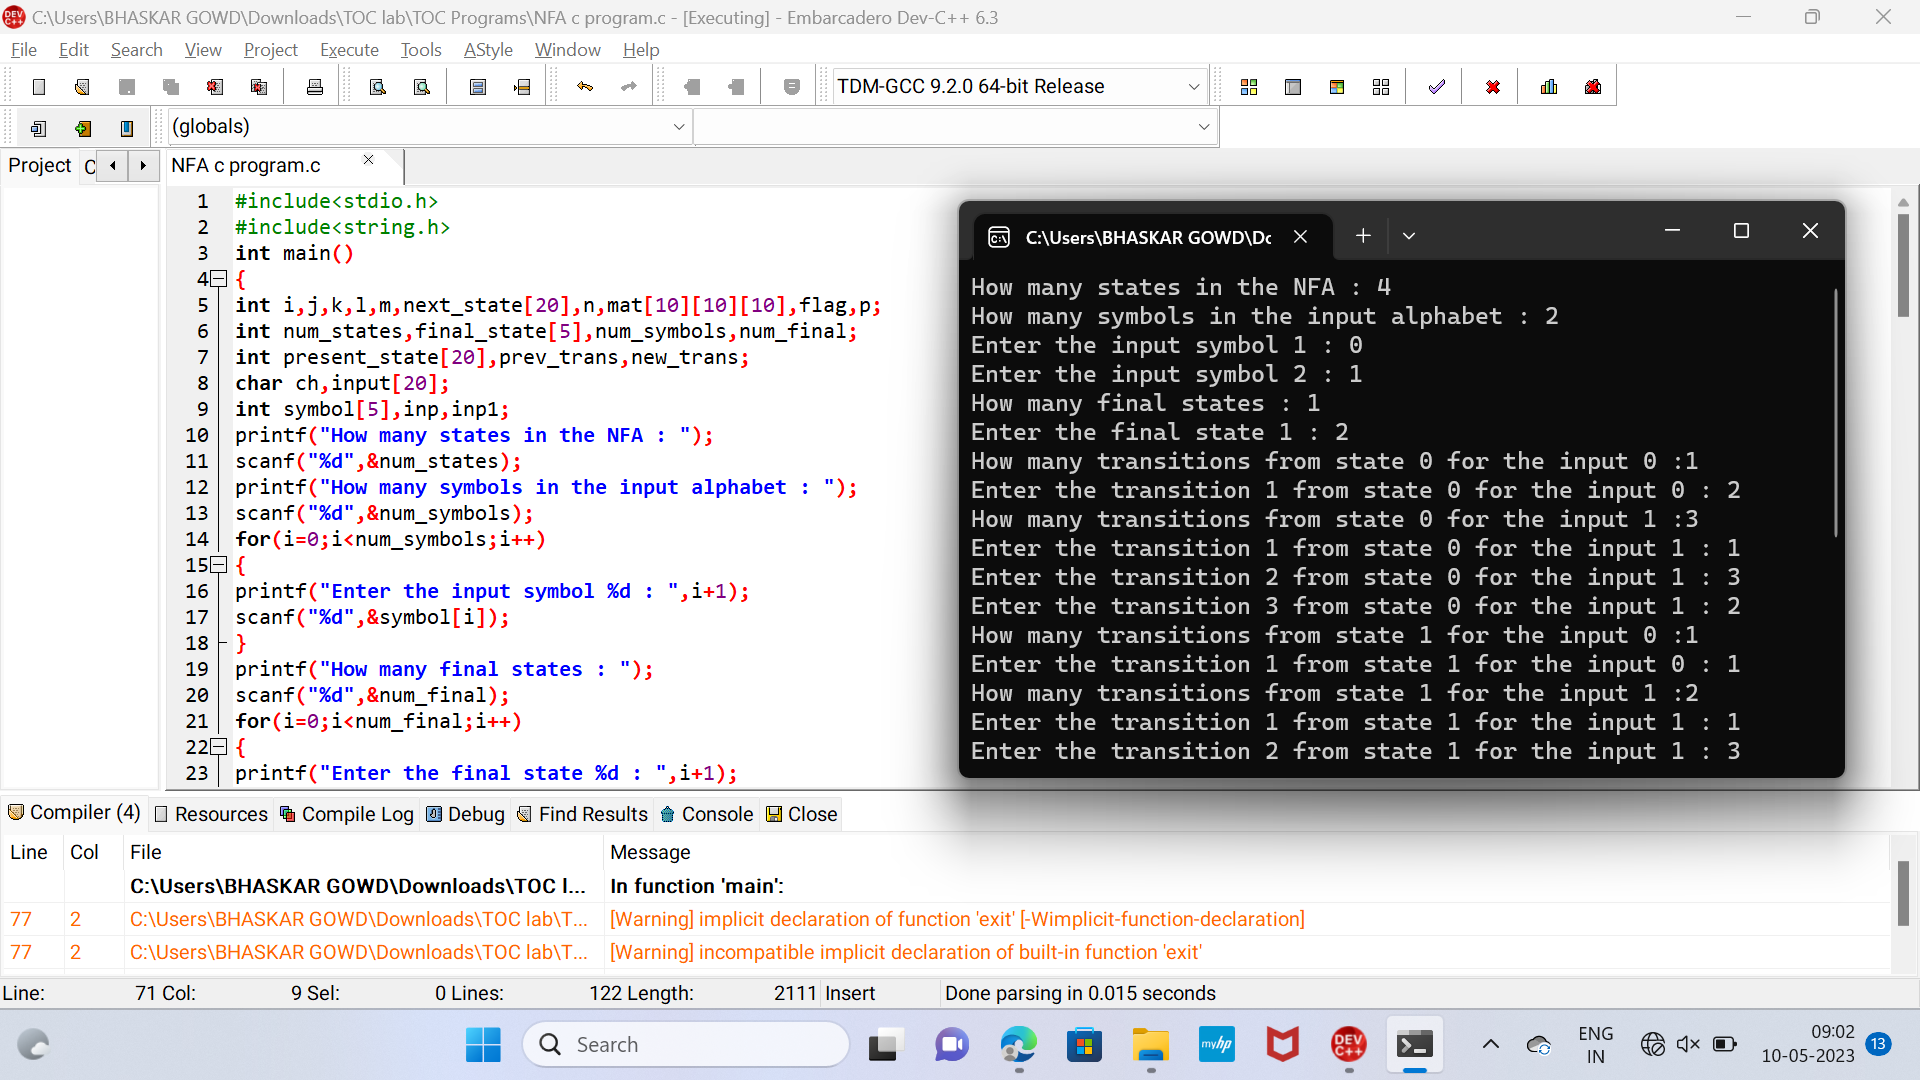 C:\Users\BHASKAR GOWD\Downloads\TOC lab\TOC Programs\NFA c program.c - [Executing] - Embarcadero Dev-C++ 6.3
File Edit Search View Project Execute Tools AStyle Window Help
TDM-GCC 9.2.0 64-bit Release
(globals)
Project C NFA c program.c
1 #include<stdio.h>
2 #include<string.h>
3 int main()
4 {
5 int i,j,k,l,m,next_state[20],n,mat[10][10][10],flag,p;
6 int num_states,final_state[5],num_symbols,num_final;
7 int present_state[20],prev_trans,new_trans;
8 char ch,input[20];
9 int symbol[5],inp,inp1;
10 printf("How many states in the NFA : ");
11 scanf("%d",&num_states);
12 printf("How many symbols in the input alphabet : ");
13 scanf("%d",&num_symbols);
14 for(i=0;i<num_symbols;i++)
15 {
16 printf("Enter the input symbol %d : ",i+1);
17 scanf("%d",&symbol[i]);
18 }
19 printf("How many final states : ");
20 scanf("%d",&num_final);
21 for(i=0;i<num_final;i++)
22 {
23 printf("Enter the final state %d : ",i+1);
C:\Users\BHASKAR GOWD\Dc
How many states in the NFA : 4
How many symbols in the input alphabet : 2
Enter the input symbol 1 : 0
Enter the input symbol 2 : 1
How many final states : 1
Enter the final state 1 : 2
How many transitions from state 0 for the input 0 :1
Enter the transition 1 from state 0 for the input 0 : 2
How many transitions from state 0 for the input 1 :3
Enter the transition 1 from state 0 for the input 1 : 1
Enter the transition 2 from state 0 for the input 1 : 3
Enter the transition 3 from state 0 for the input 1 : 2
How many transitions from state 1 for the input 0 :1
Enter the transition 1 from state 1 for the input 0 : 1
How many transitions from state 1 for the input 1 :2
Enter the transition 1 from state 1 for the input 1 : 1
Enter the transition 2 from state 1 for the input 1 : 3
Compiler (4) Resources Compile Log Debug Find Results Console Close
Line Col File Message
C:\Users\BHASKAR GOWD\Downloads\TOC l... In function 'main':
77 2 C:\Users\BHASKAR GOWD\Downloads\TOC lab\T... [Warning] implicit declaration of function 'exit' [-Wimplicit-function-declaration]
77 2 C:\Users\BHASKAR GOWD\Downloads\TOC lab\T... [Warning] incompatible implicit declaration of built-in function 'exit'
Line: 71 Col: 9 Sel: 0 Lines: 122 Length: 2111 Insert Done parsing in 0.015 seconds
Search
myhp
DEV C++
ENG
IN
09:02
10-05-2023
13